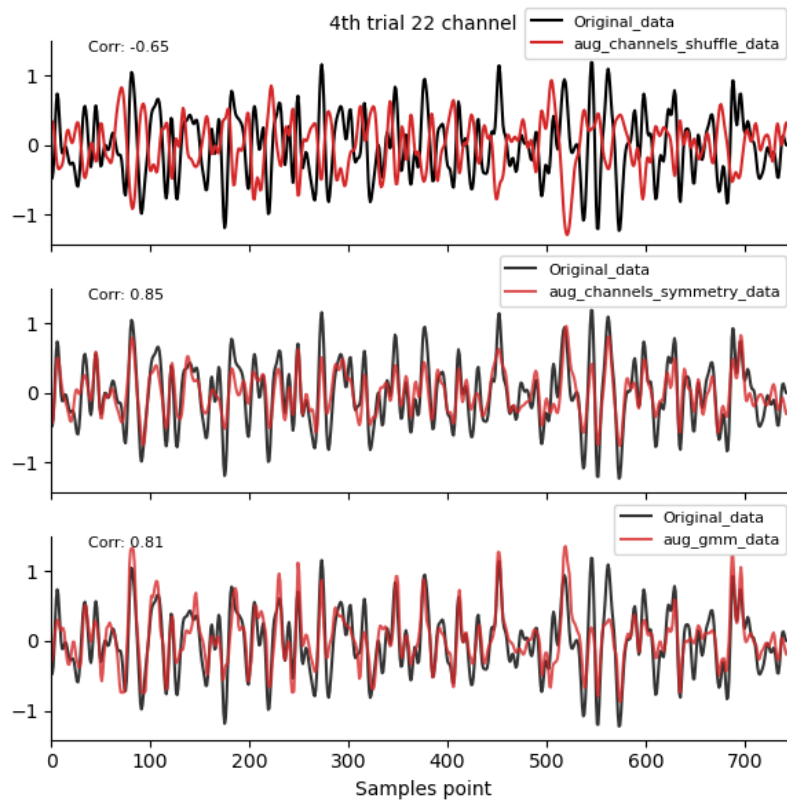 4th trial 22 channel
Original_data
aug_channels_shuffle_data
Corr: -0.65
1
0
−1
Original_data
aug_channels_symmetry_data
Corr: 0.85
1
0
−1
Original_data
aug_gmm_data
Corr: 0.81
1
0
−1
0 100 200 300 400 500 600 700
Samples point